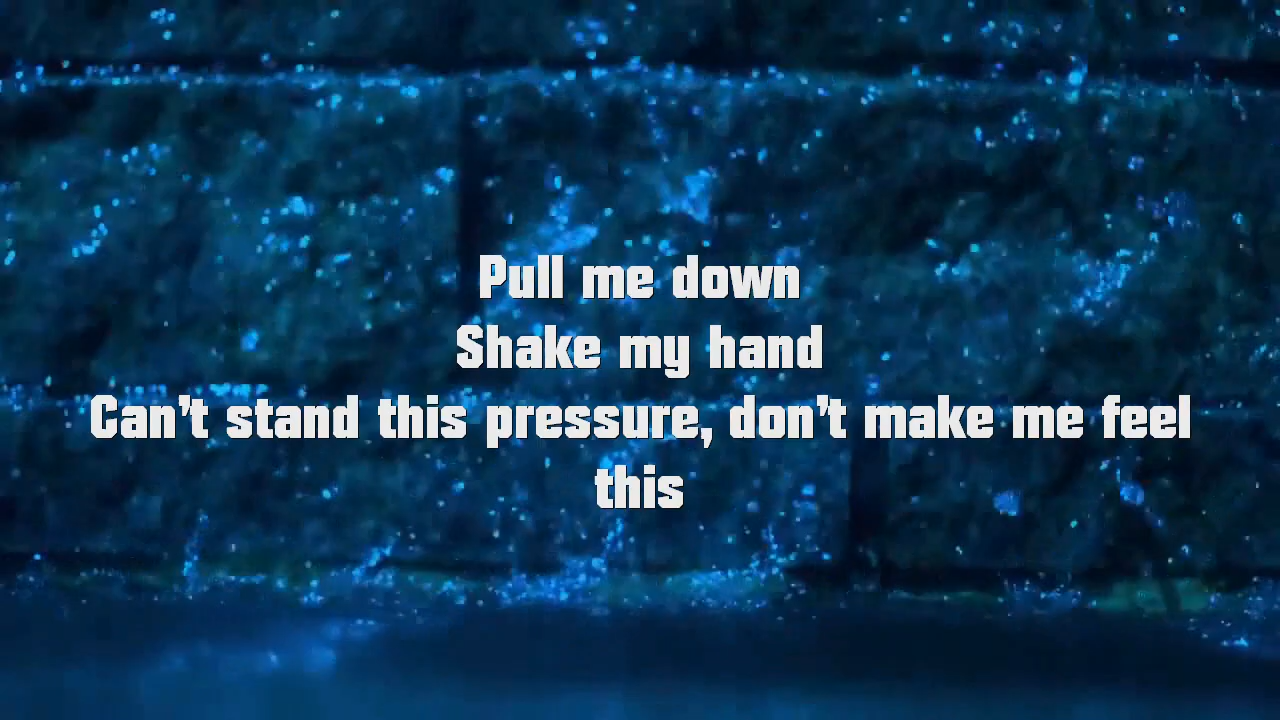 Pull me down
Shake my hand
Can't stand this pressure, don't make me feel
this